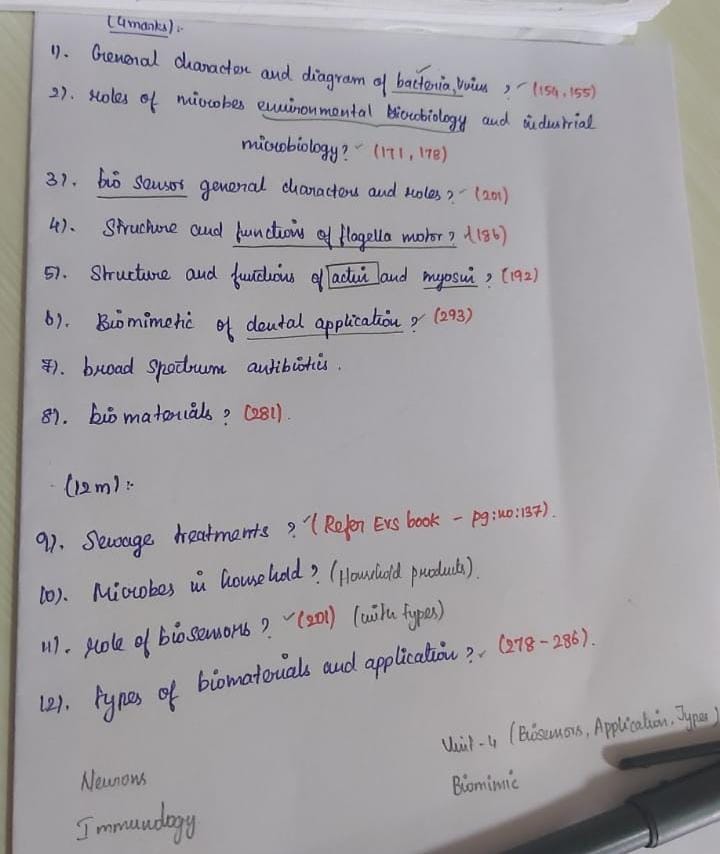 (4marks):-
1). General character and diagram of bacteria, Virus ? - (154, 155)
2). roles of microbes environmental Microbiology and industrial
microbiology? - (171, 178)
3). bio sensor general characters and roles ? - (201)
4). Structure and functions of flagella motor ? (186)
5). Structure and functions of actin and myosin ? (192)
6). Biomimetic of dental application ? (293)
7). broad spectrum antibiotics .
8). bio materials ? (281).
(12m) :-
9). Sewage treatments ? (Refer Evs book - pg:no:137).
10). Microbes in household ? (Household products).
11). role of biosensors ? (201) (with types)
12). types of biomaterials and application ? (278 - 286).
Unit - 4 (Biosensors, Application, Types)
Neurons
Biomimic
Immunology